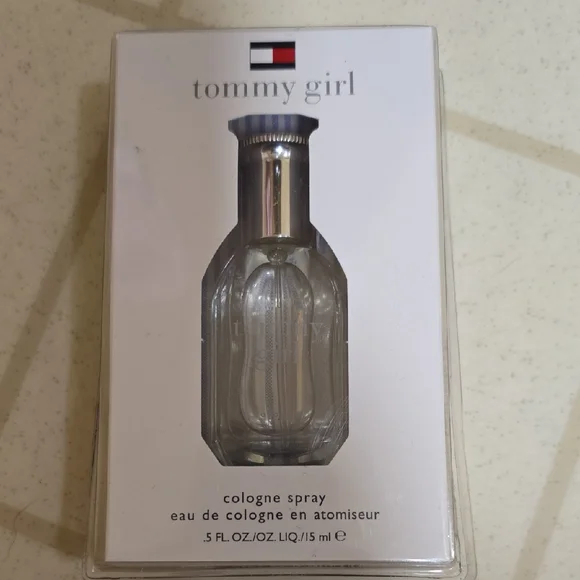 tommy girl
cologne spray
eau de cologne en atomiseur
.5 FL. OZ./OZ. LIQ./15 ml ℮